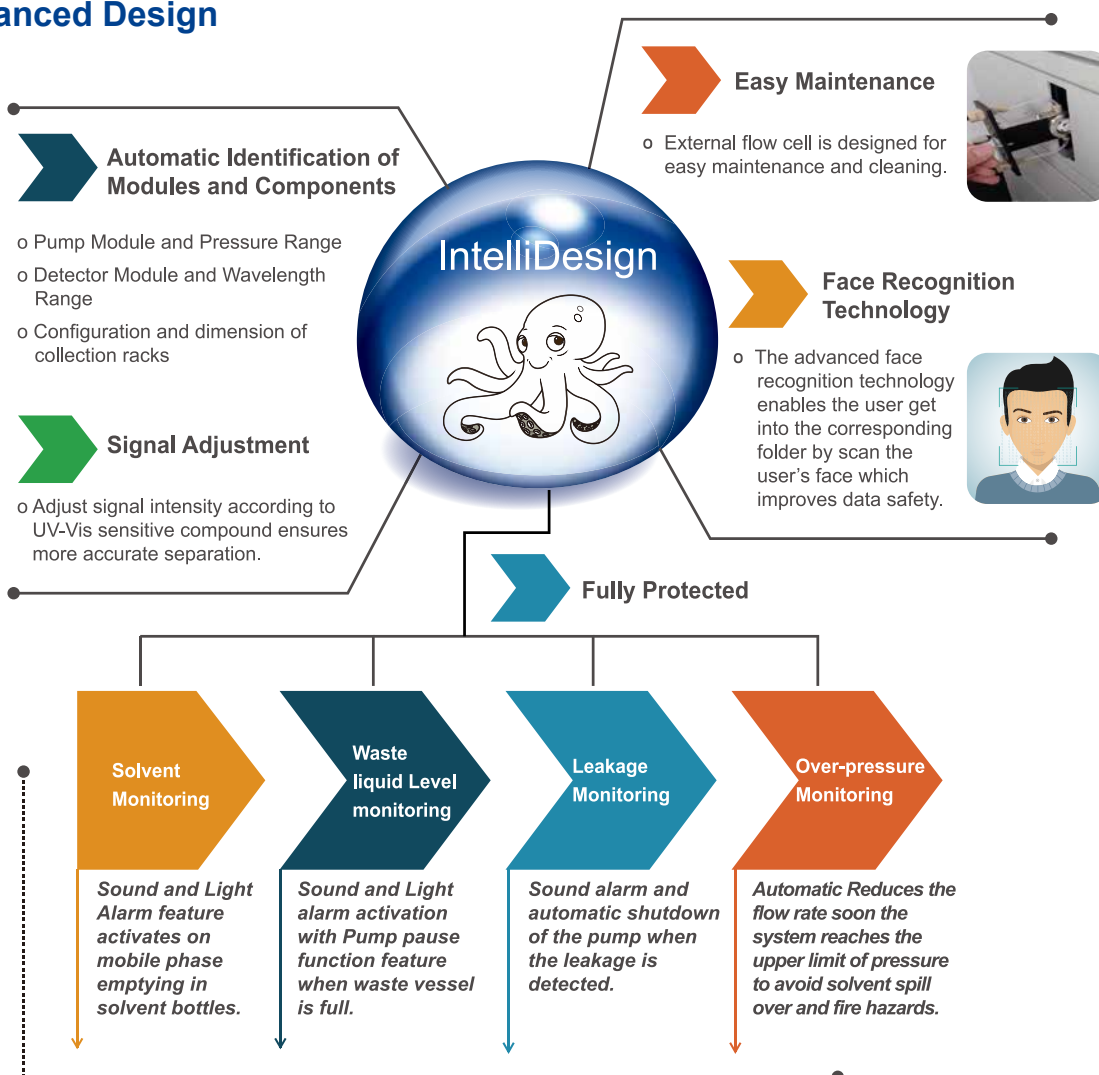 anced Design
Easy Maintenance
o External flow cell is designed for
easy maintenance and cleaning.
Automatic Identification of
Modules and Components
o Pump Module and Pressure Range
o Detector Module and Wavelength
Range
o Configuration and dimension of
collection racks
IntelliDesign
Face Recognition
Technology
o The advanced face
recognition technology
enables the user get
into the corresponding
folder by scan the
user's face which
improves data safety.
Signal Adjustment
o Adjust signal intensity according to
UV-Vis sensitive compound ensures
more accurate separation.
Fully Protected
Solvent
Monitoring
Waste
liquid Level
monitoring
Leakage
Monitoring
Over-pressure
Monitoring
Sound and Light
Alarm feature
activates on
mobile phase
emptying in
solvent bottles.
Sound and Light
alarm activation
with Pump pause
function feature
when waste vessel
is full.
Sound alarm and
automatic shutdown
of the pump when
the leakage is
detected.
Automatic Reduces the
flow rate soon the
system reaches the
upper limit of pressure
to avoid solvent spill
over and fire hazards.